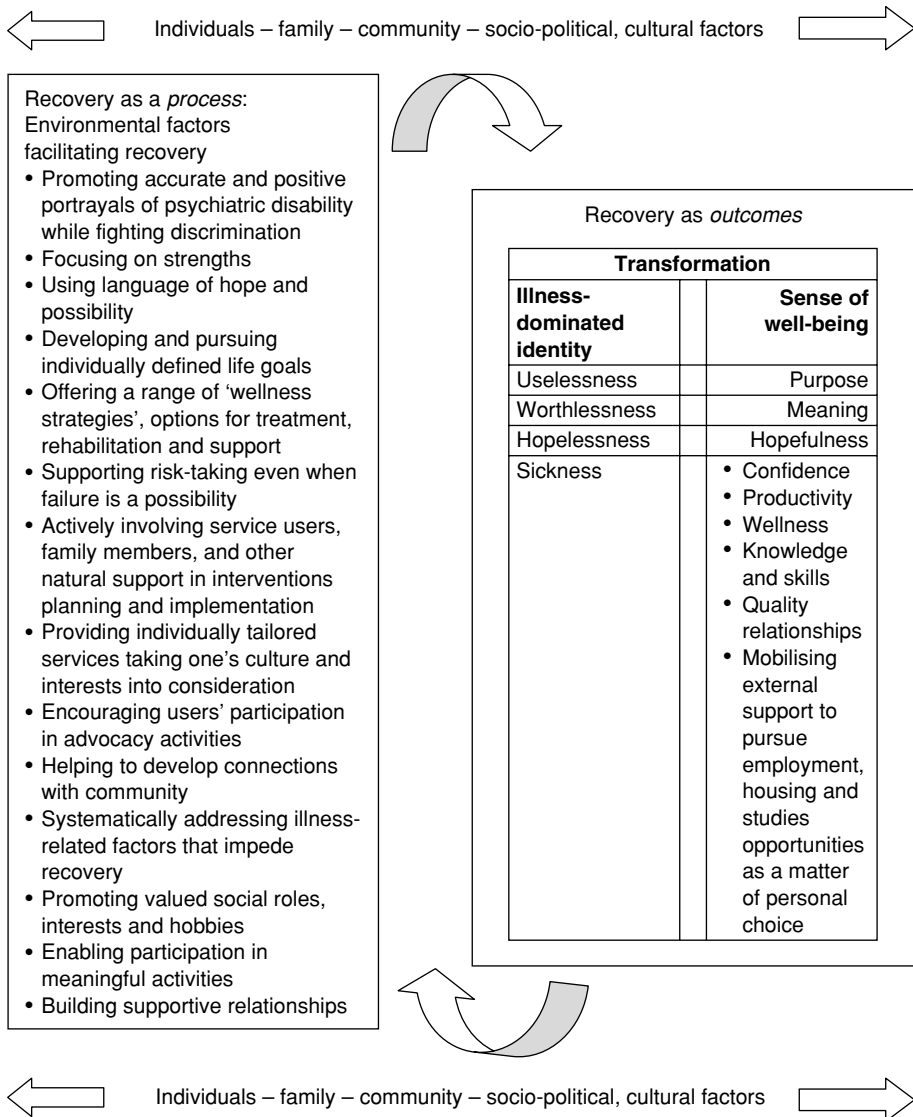 Individuals – family – community – socio-political, cultural factors
Recovery as a process:
Environmental factors
facilitating recovery
• Promoting accurate and positive
portrayals of psychiatric disability
while fighting discrimination
• Focusing on strengths
• Using language of hope and
possibility
• Developing and pursuing
individually defined life goals
• Offering a range of ‘wellness
strategies’, options for treatment,
rehabilitation and support
• Supporting risk-taking even when
failure is a possibility
• Actively involving service users,
family members, and other
natural support in interventions
planning and implementation
• Providing individually tailored
services taking one’s culture and
interests into consideration
• Encouraging users’ participation
in advocacy activities
• Helping to develop connections
with community
• Systematically addressing illness-
related factors that impede
recovery
• Promoting valued social roles,
interests and hobbies
• Enabling participation in
meaningful activities
• Building supportive relationships
Recovery as outcomes
Transformation
Illness-
dominated
identity
Sense of
well-being
Uselessness
Purpose
Worthlessness
Meaning
Hopelessness
Hopefulness
Sickness
• Confidence
• Productivity
• Wellness
• Knowledge
and skills
• Quality
relationships
• Mobilising
external
support to
pursue
employment,
housing and
studies
opportunities
as a matter
of personal
choice
Individuals – family – community – socio-political, cultural factors